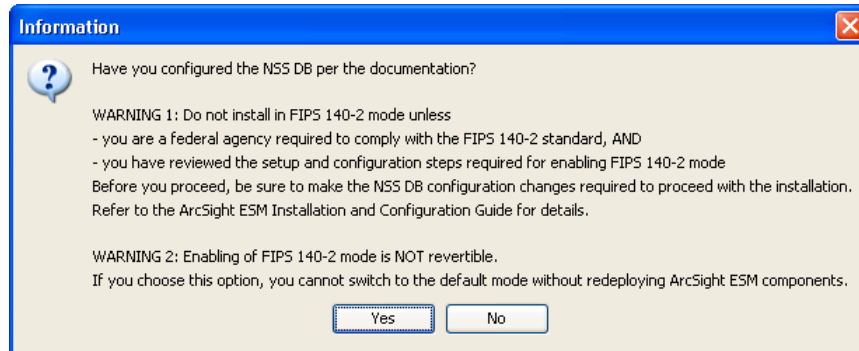 Information
Have you configured the NSS DB per the documentation?
WARNING 1: Do not install in FIPS 140-2 mode unless
- you are a federal agency required to comply with the FIPS 140-2 standard, AND
- you have reviewed the setup and configuration steps required for enabling FIPS 140-2 mode
Before you proceed, be sure to make the NSS DB configuration changes required to proceed with the installation.
Refer to the ArcSight ESM Installation and Configuration Guide for details.
WARNING 2: Enabling of FIPS 140-2 mode is NOT revertible.
If you choose this option, you cannot switch to the default mode without redeploying ArcSight ESM components.
Yes No